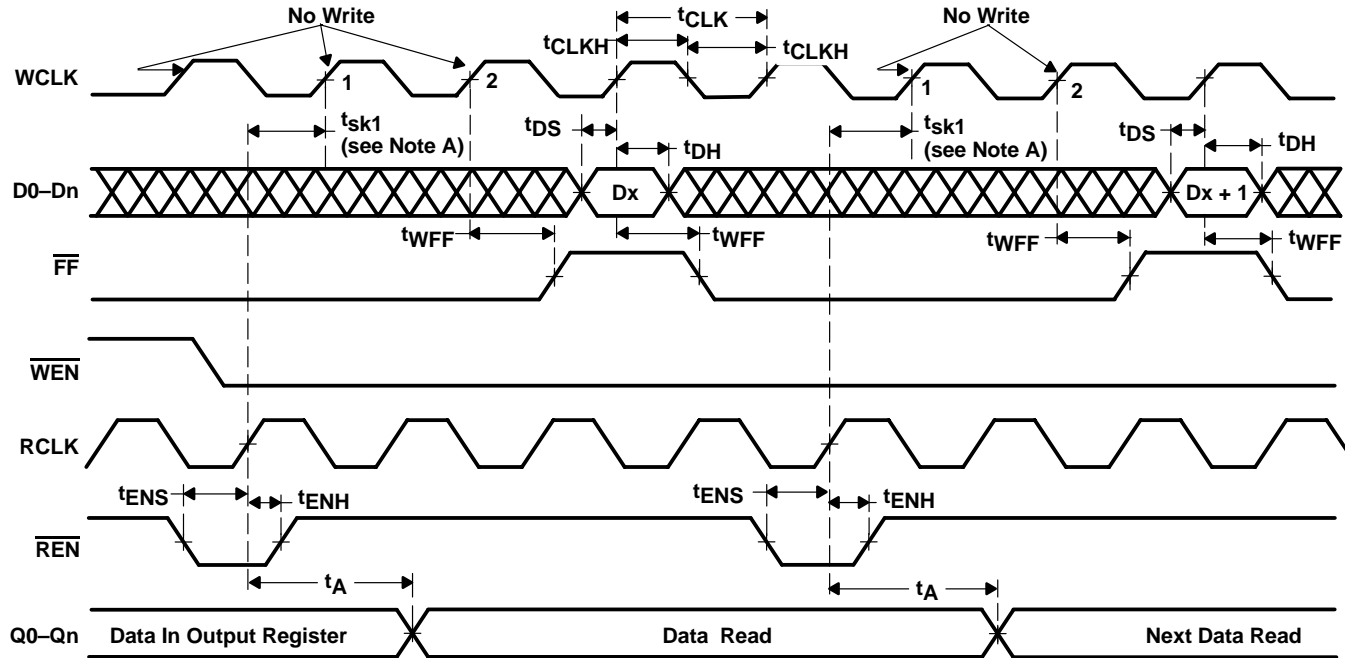 No Write
tCLK
No Write
tCLKH
tCLKH
WCLK
1
2
1
2
tsk1
(see Note A)
tDS
tDH
tsk1
(see Note A)
tDS
tDH
D0–Dn
Dx
Dx + 1
tWFF
tWFF
tWFF
tWFF
FF
WEN
RCLK
tENS
tENH
tENS
tENH
REN
tA
tA
Q0–Qn
Data In Output Register
Data Read
Next Data Read